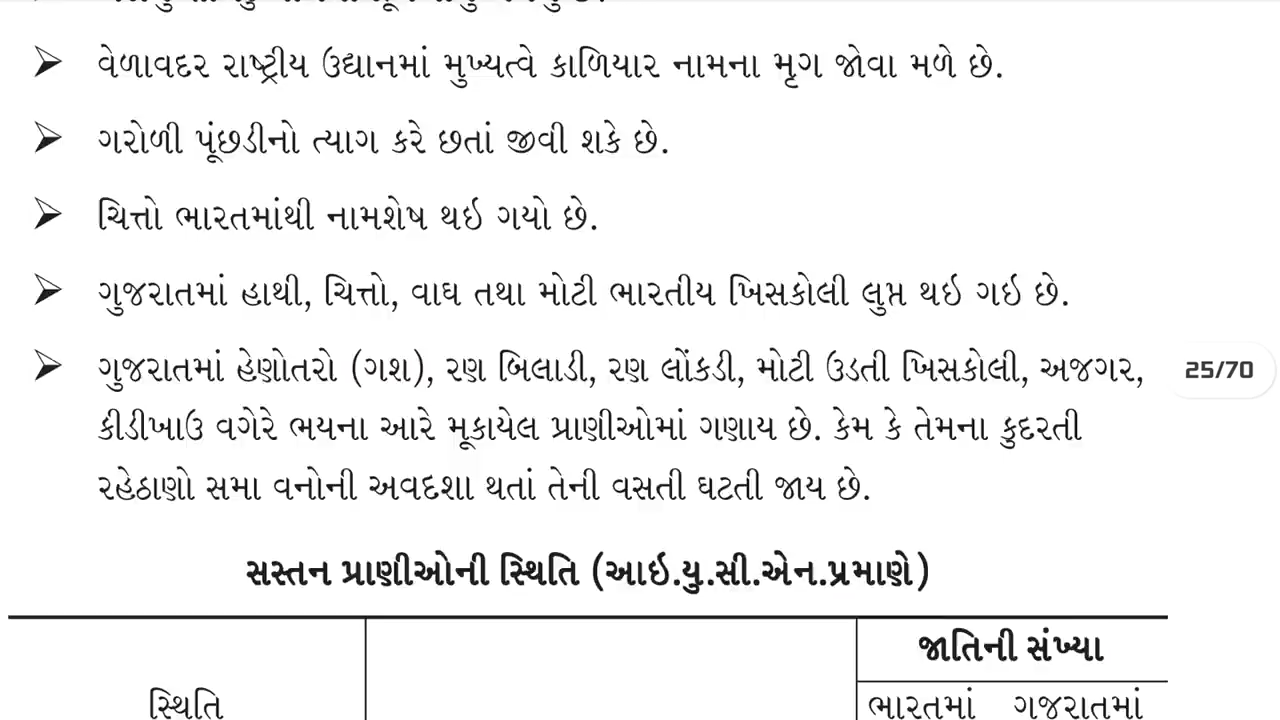 ➢ વેળાવદર રાષ્ટ્રીય ઉદ્યાનમાં મુખ્યત્વે કાળિયાર નામના મૃગ જોવા મળે છે.
➢ ગરોળી પૂંછડીનો ત્યાગ કરે છતાં જીવી શકે છે.
➢ ચિત્તો ભારતમાંથી નામશેષ થઇ ગયો છે.
➢ ગુજરાતમાં હાથી, ચિત્તો, વાઘ તથા મોટી ભારતીય ખિસકોલી લુપ્ત થઇ ગઇ છે.
➢ ગુજરાતમાં હેણોતરો (ગશ), રણ બિલાડી, રણ લોંકડી, મોટી ઉડતી ખિસકોલી, અજગર,
25/70
કીડીખાઉ વગેરે ભયના આરે મૂકાયેલ પ્રાણીઓમાં ગણાય છે. કેમ કે તેમના કુદરતી
રહેઠાણો સમા વનોની અવદશા થતાં તેની વસતી ઘટતી જાય છે.
સસ્તન પ્રાણીઓની સ્થિતિ (આઇ.યુ.સી.એન.પ્રમાણે)
જાતિની સંખ્યા
સ્થિતિ ભારતમાં ગુજરાતમાં